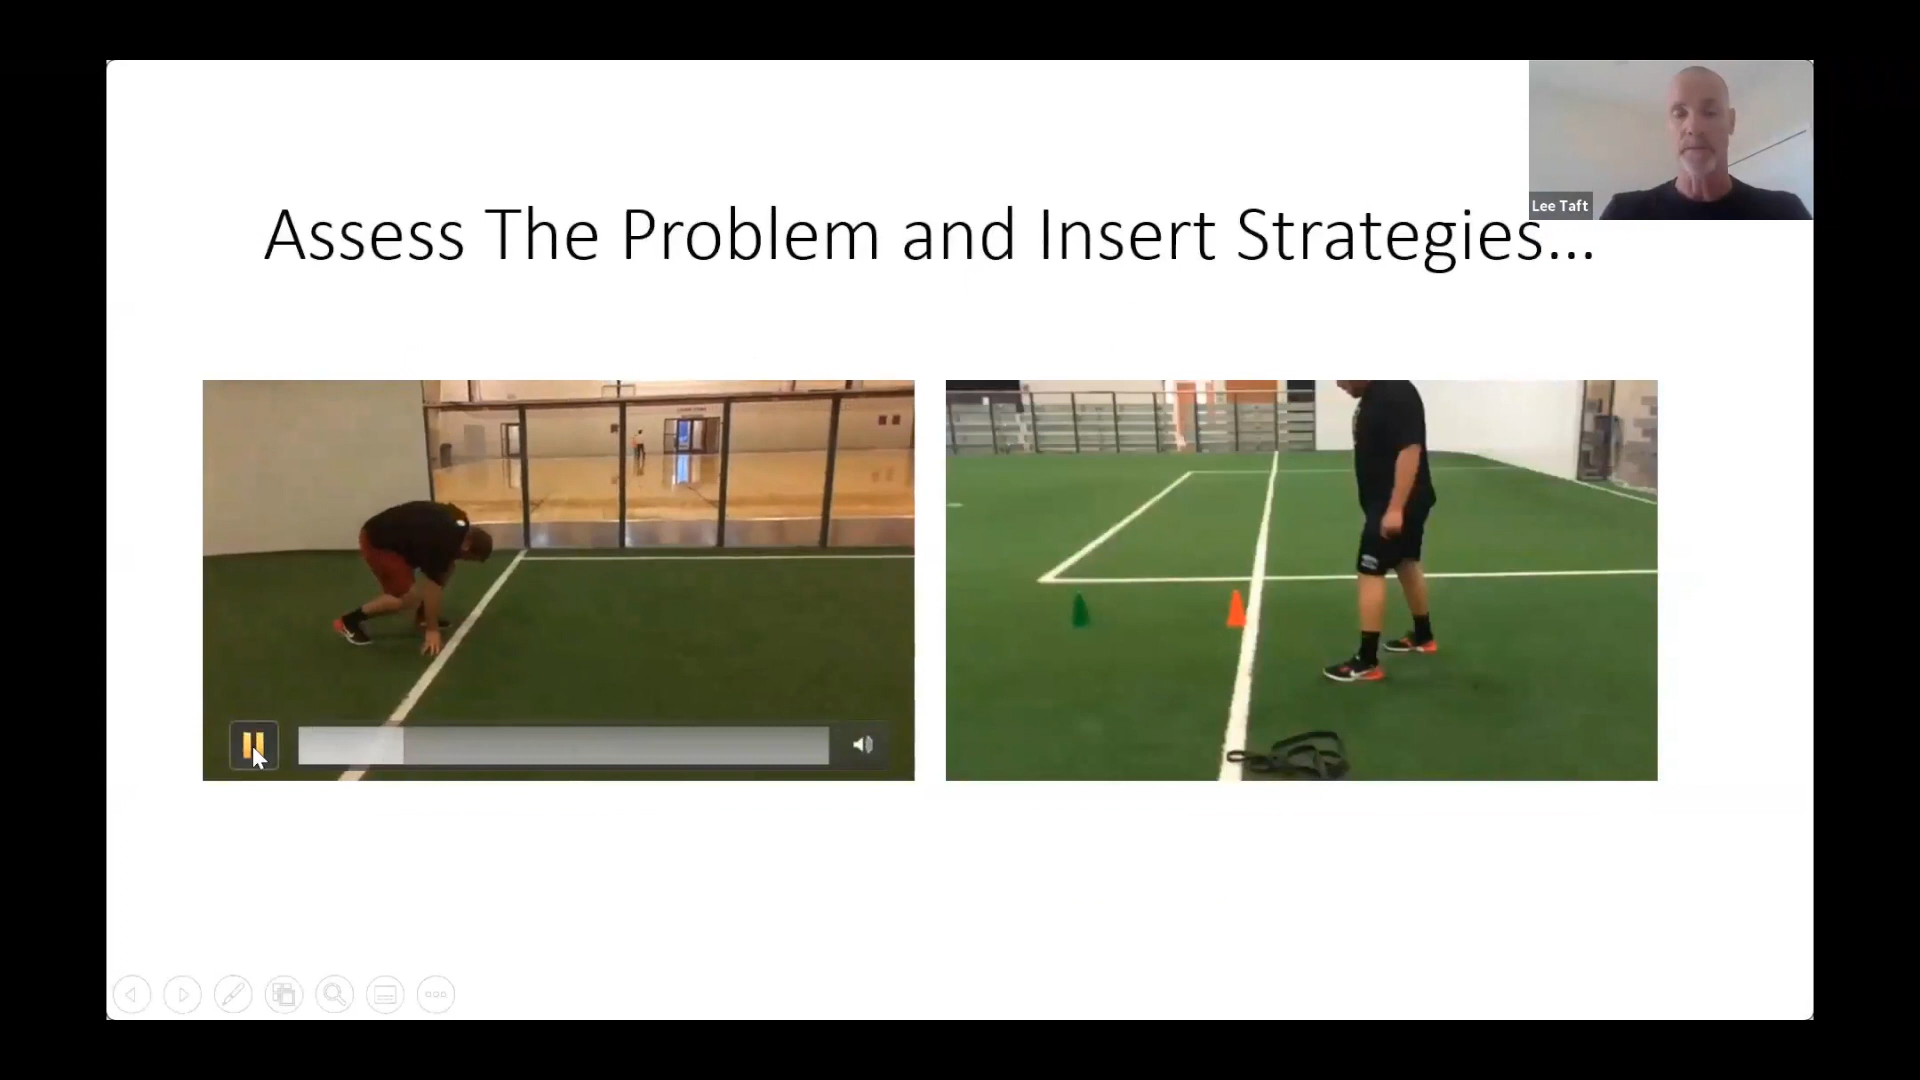 Lee Taft
Assess The Problem and Insert Strategies...